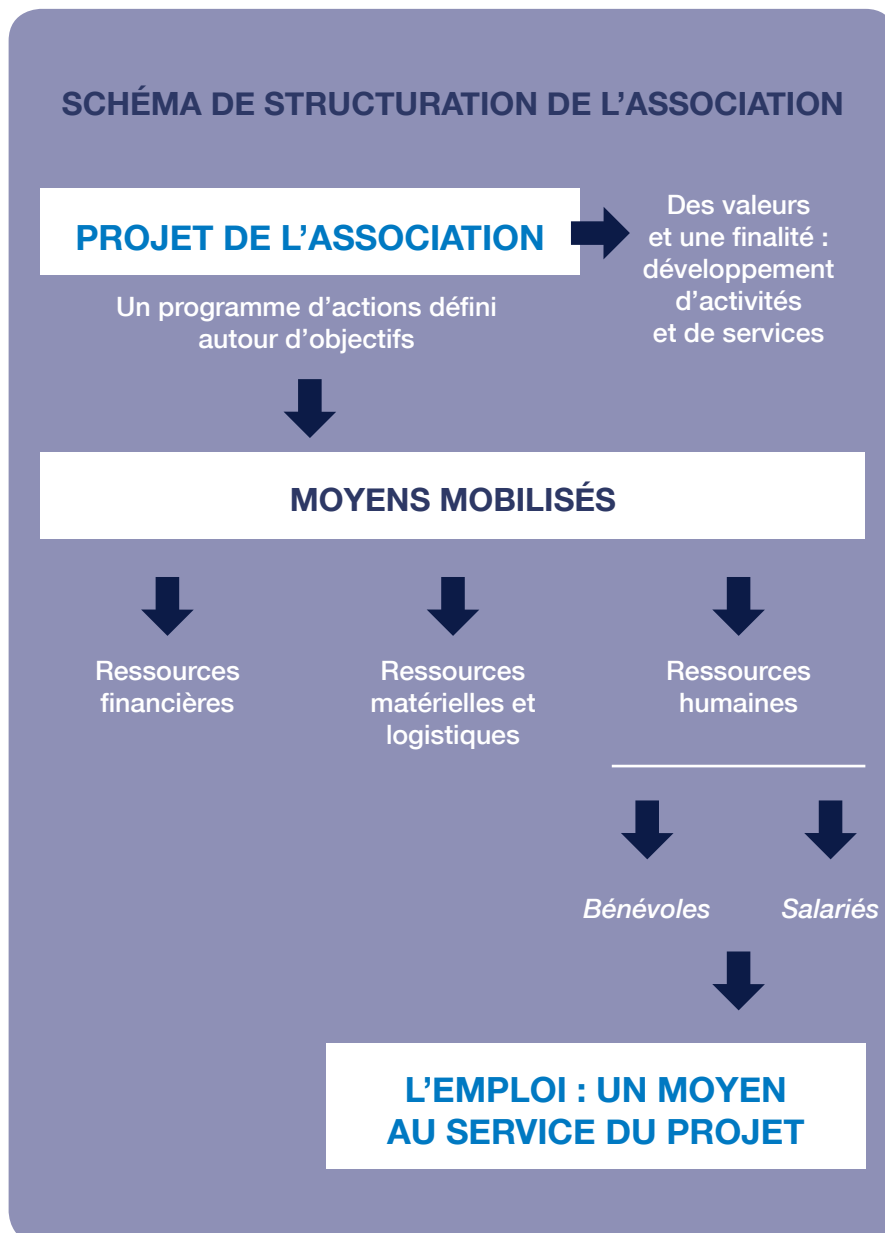 SCHÉMA DE STRUCTURATION DE L’ASSOCIATION
PROJET DE L’ASSOCIATION
Des valeurs
et une finalité :
développement
d’activités
et de services
Un programme d’actions défini
autour d’objectifs
MOYENS MOBILISÉS
Ressources
financières
Ressources
matérielles et
logistiques
Ressources
humaines
Bénévoles
Salariés
L’EMPLOI : UN MOYEN
AU SERVICE DU PROJET